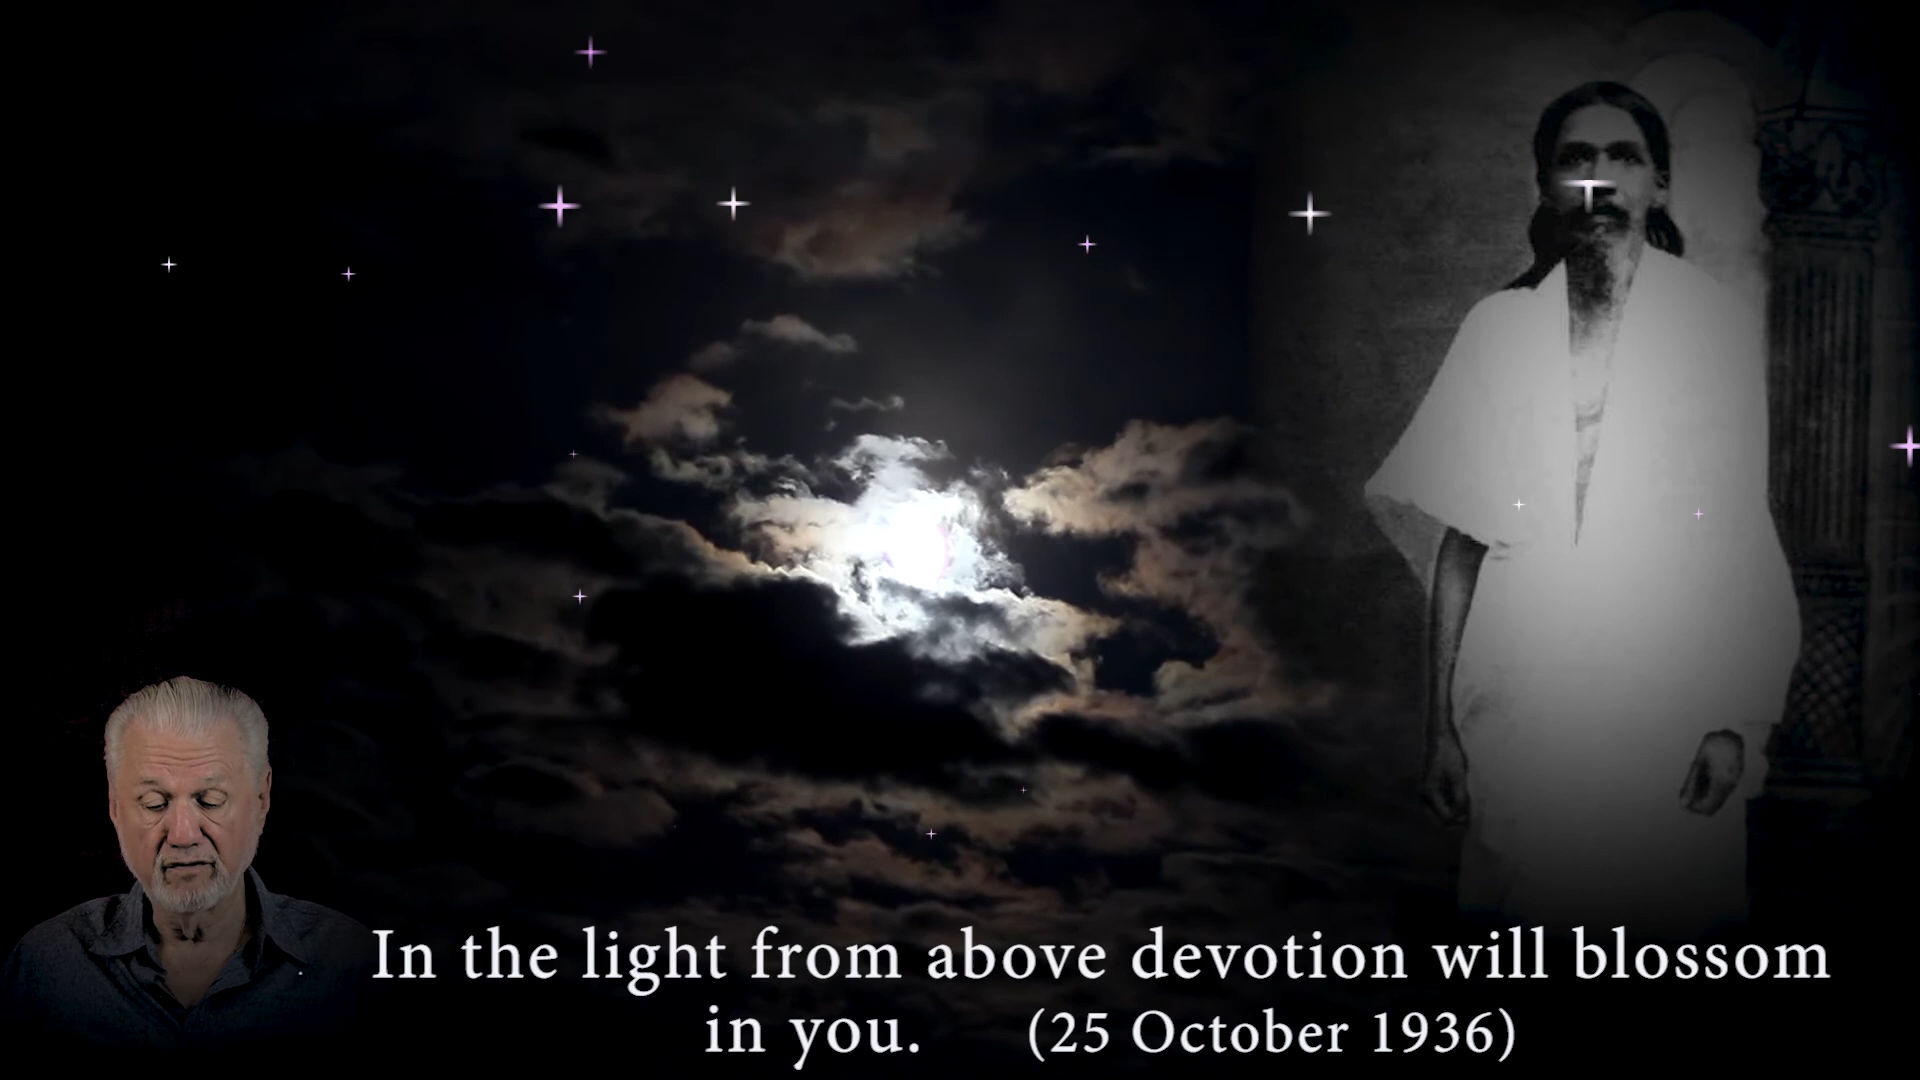 In the light from above devotion will blossom
in you. (25 October 1936)